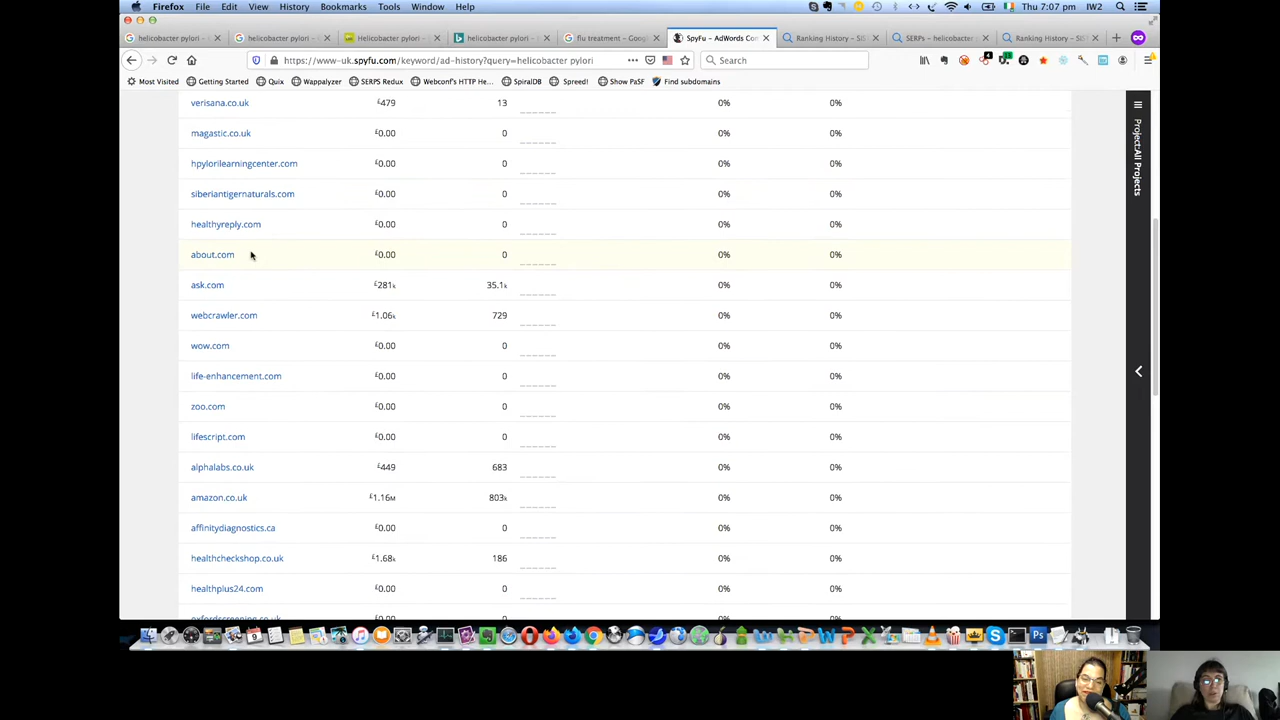 Firefox File Edit View History Bookmarks Tools Window Help Thu 7:07 pm IW2
helicobacter pylori - helicobacter pylori - Helicobacter pylori - helicobacter pylori - flu treatment – Goog SpyFu – AdWords Con Ranking History – SIS SERPs – helicobacter Ranking History – SIS
https://www-uk.spyfu.com/keyword/ad-history?query=helicobacter pylori Search
Most Visited Getting Started Quix Wappalyzer SERPS Redux Webconf's HTTP He... SpiralDB Spreed! Show PaSF Find subdomains
verisana.co.uk £479 13 0% 0%
magastic.co.uk £0.00 0 0% 0%
hpylorilearningcenter.com £0.00 0 0% 0%
siberiantigernaturals.com £0.00 0 0% 0%
healthyreply.com £0.00 0 0% 0%
about.com £0.00 0 0% 0%
ask.com £281k 35.1k 0% 0%
webcrawler.com £1.06k 729 0% 0%
wow.com £0.00 0 0% 0%
life-enhancement.com £0.00 0 0% 0%
zoo.com £0.00 0 0% 0%
lifescript.com £0.00 0 0% 0%
alphalabs.co.uk £449 683 0% 0%
amazon.co.uk £1.16M 803k 0% 0%
affinitydiagnostics.ca £0.00 0 0% 0%
healthcheckshop.co.uk £1.68k 186 0% 0%
healthplus24.com £0.00 0 0% 0%
oxfordscreening.co.uk
Project:All Projects